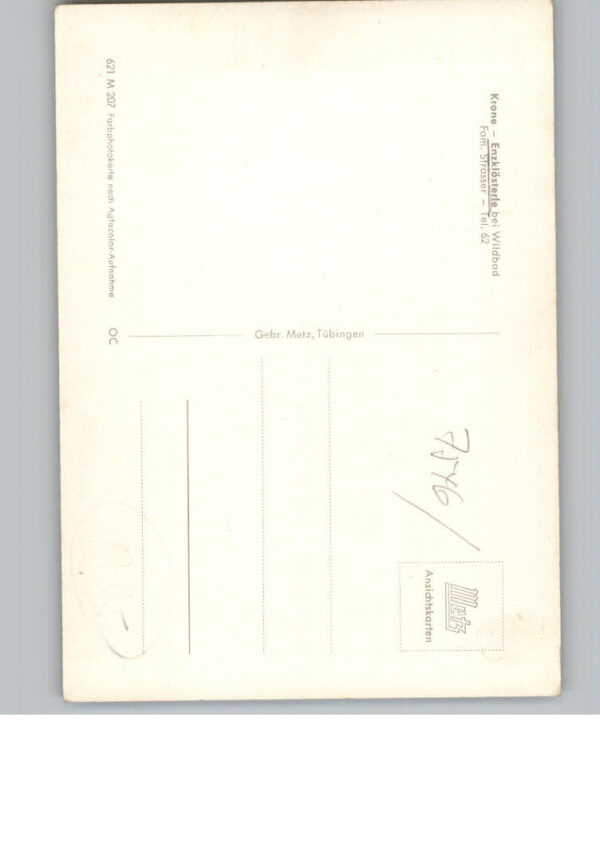 Krone – Enzklösterle bei Wildbad
Fam. Strasser – Tel. 62
621 M 207 Farbphotokarte nach Agfacolor-Aufnahme
OC
Gebr. Metz, Tübingen
7546/
Metz
Ansichtskarten